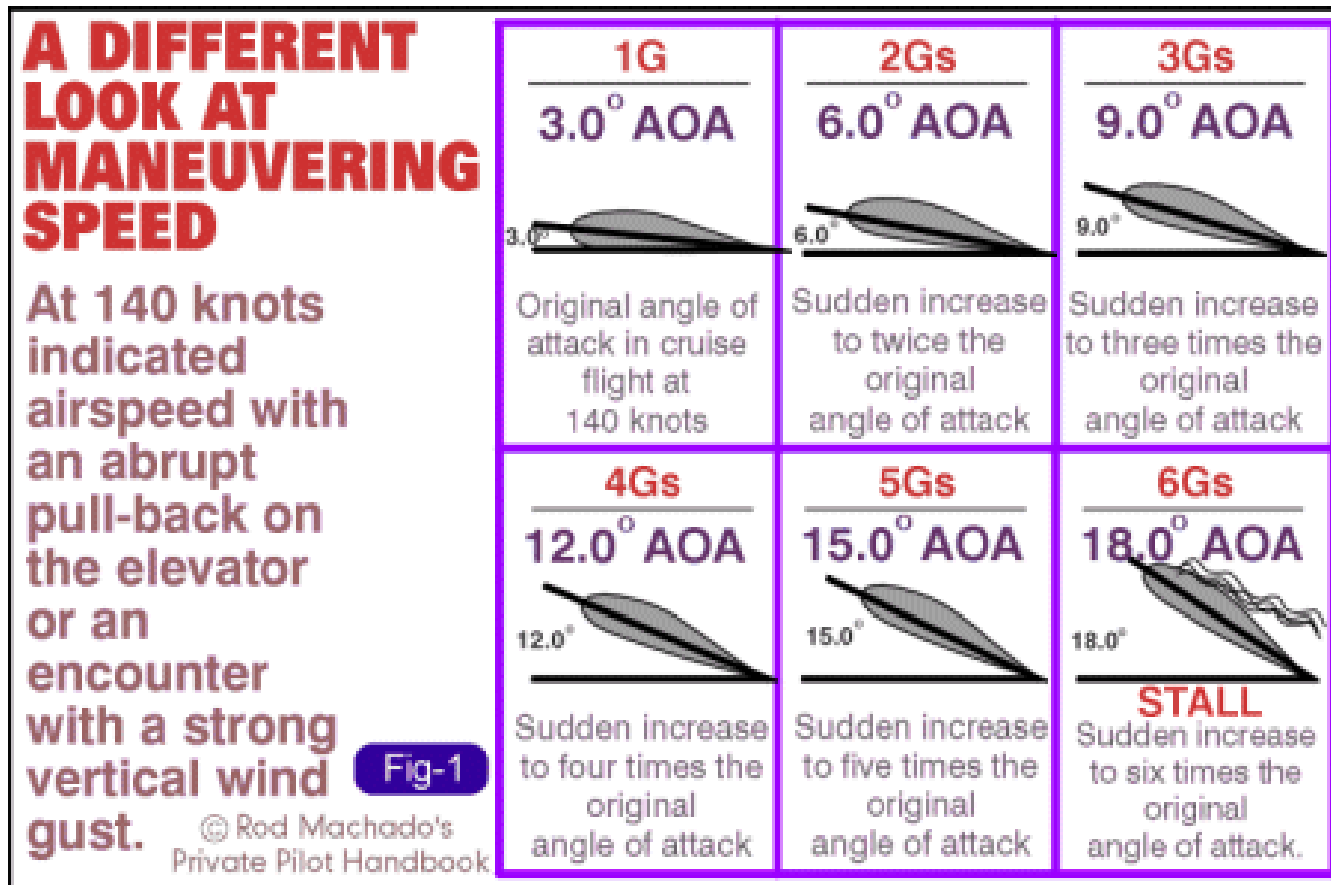 A DIFFERENT
LOOK AT
MANEUVERING
SPEED
At 140 knots
indicated
airspeed with
an abrupt
pull-back on
the elevator
or an
encounter
with a strong
vertical wind
gust.
Fig-1
© Rod Machado's
Private Pilot Handbook
1G
3.0° AOA
3.0°
Original angle of
attack in cruise
flight at
140 knots
2Gs
6.0° AOA
6.0°
Sudden increase
to twice the
original
angle of attack
3Gs
9.0° AOA
9.0°
Sudden increase
to three times the
original
angle of attack
4Gs
12.0° AOA
12.0°
Sudden increase
to four times the
original
angle of attack
5Gs
15.0° AOA
15.0°
Sudden increase
to five times the
original
angle of attack
6Gs
18.0° AOA
18.0°
STALL
Sudden increase
to six times the
original
angle of attack.